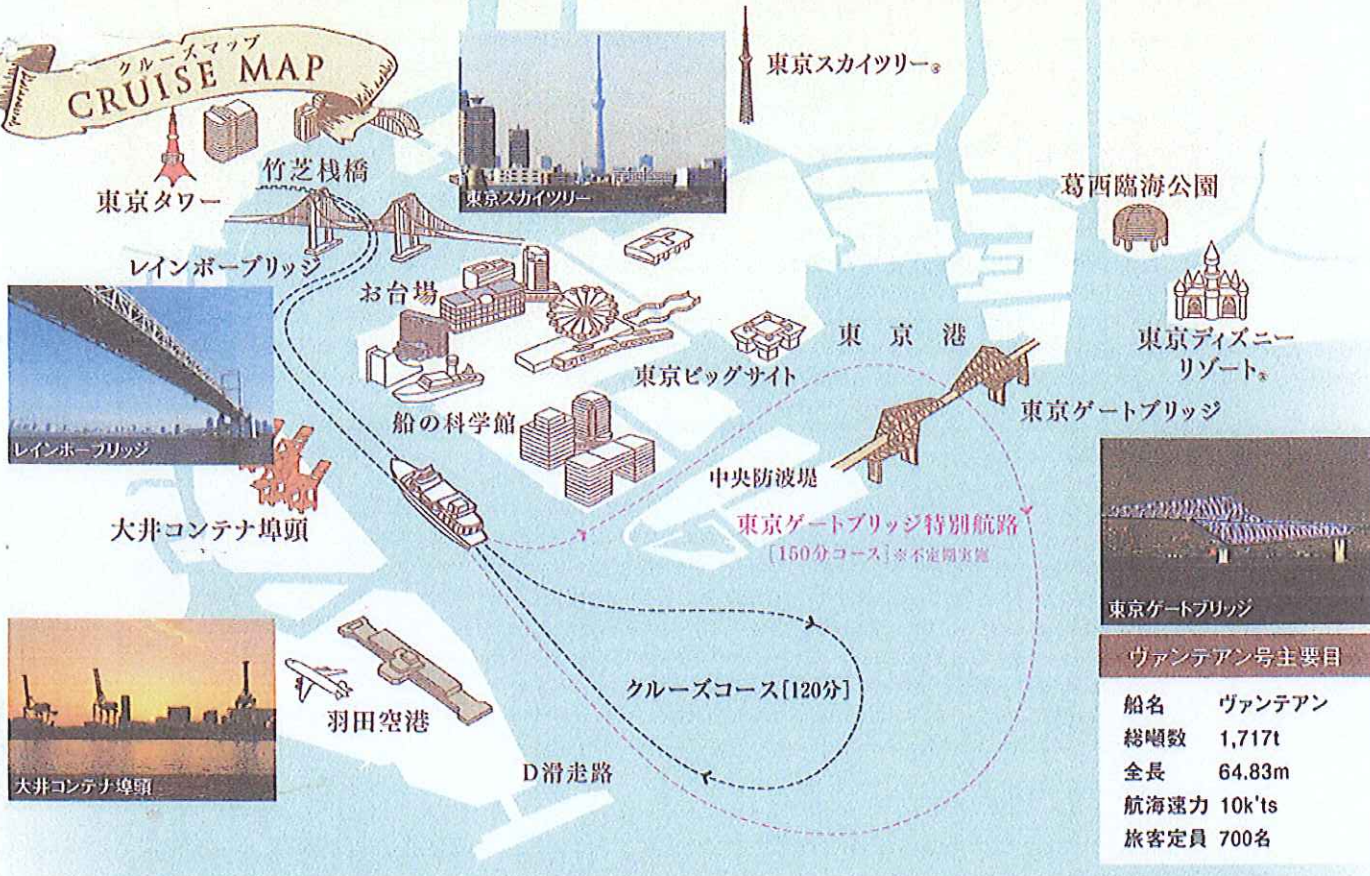 クルーズマップ
CRUISE MAP
東京スカイツリー®
東京スカイツリー
竹芝桟橋
東京タワー
葛西臨海公園
レインボーブリッジ
お台場
東京ディズニー
リゾート®
東京港
東京ビッグサイト
東京ゲートブリッジ
船の科学館
レインボーブリッジ
中央防波堤
大井コンテナ埠頭
東京ゲートブリッジ特別航路
[150分コース]※不定期実施
東京ゲートブリッジ
クルーズコース[120分]
羽田空港
D滑走路
大井コンテナ埠頭
ヴァンテアン号主要目
船名 ヴァンテアン
総噸数 1,717t
全長 64.83m
航海速力 10k'ts
旅客定員 700名